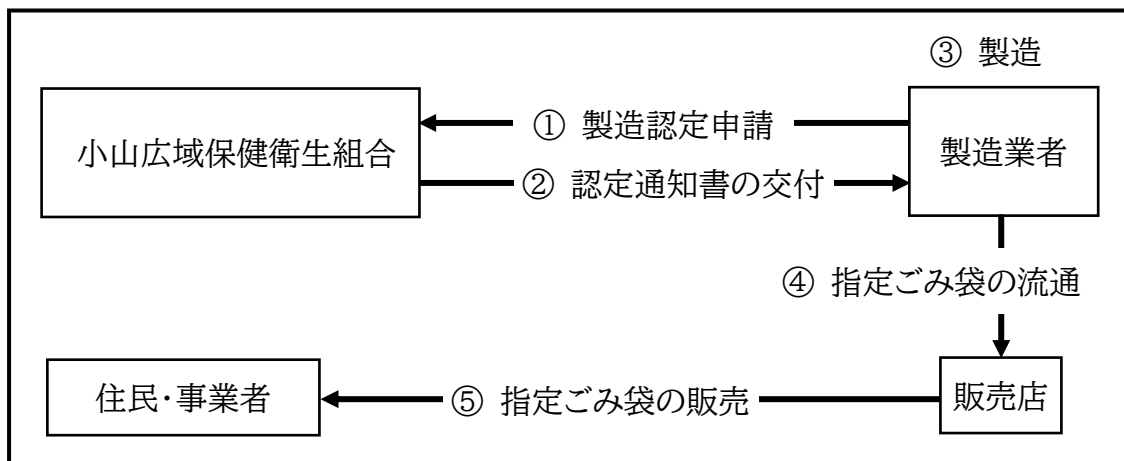 ③ 製造
小山広域保健衛生組合
① 製造認定申請
製造業者
② 認定通知書の交付
④ 指定ごみ袋の流通
住民・事業者
⑤ 指定ごみ袋の販売
販売店